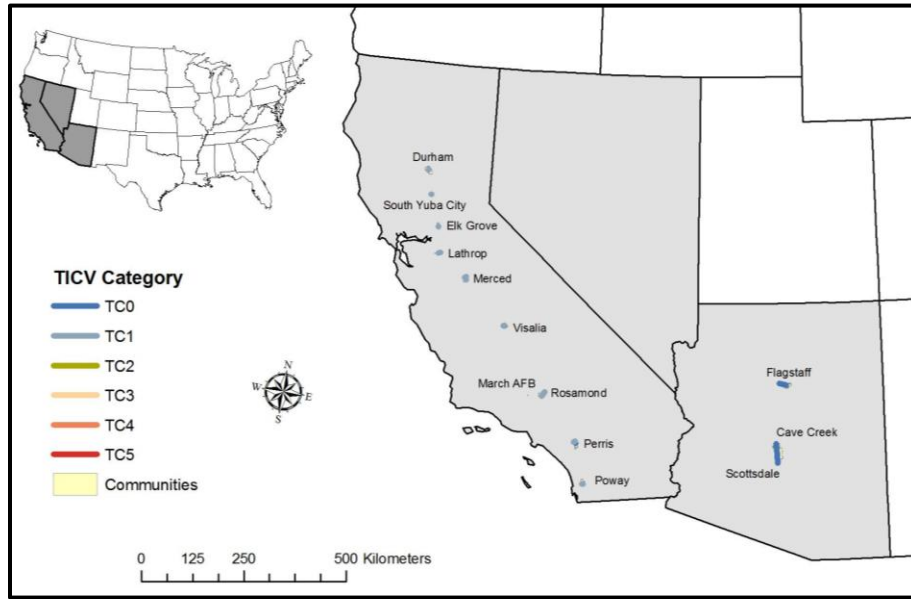 Durham
South Yuba City
Elk Grove
Lathrop
Merced
Visalia
March AFB
Rosamond
Perris
Poway
Flagstaff
Cave Creek
Scottsdale
TICV Category
TC0
TC1
TC2
TC3
TC4
TC5
Communities
N
W
E
S
0 125 250 500 Kilometers